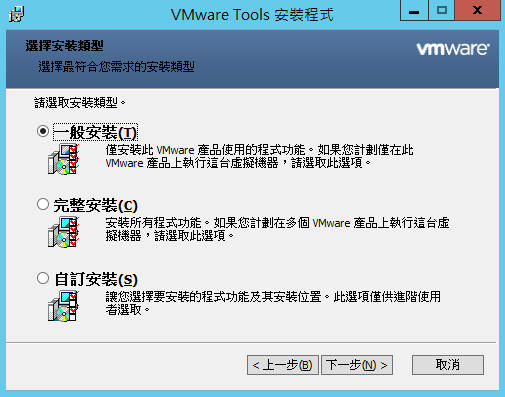 VMware Tools 安裝程式
選擇安裝類型
選擇最符合您需求的安裝類型
vmware®
請選取安裝類型。
一般安裝(T)
僅安裝此 VMware 產品使用的程式功能。如果您計劃僅在此
VMware 產品上執行這台虛擬機器，請選取此選項。
完整安裝(C)
安裝所有程式功能。如果您計劃在多個 VMware 產品上執行這台虛
擬機器，請選取此選項。
自訂安裝(S)
讓您選擇要安裝的程式功能及其安裝位置。此選項僅供進階使用
者選取。
< 上一步(B) 下一步(N) > 取消